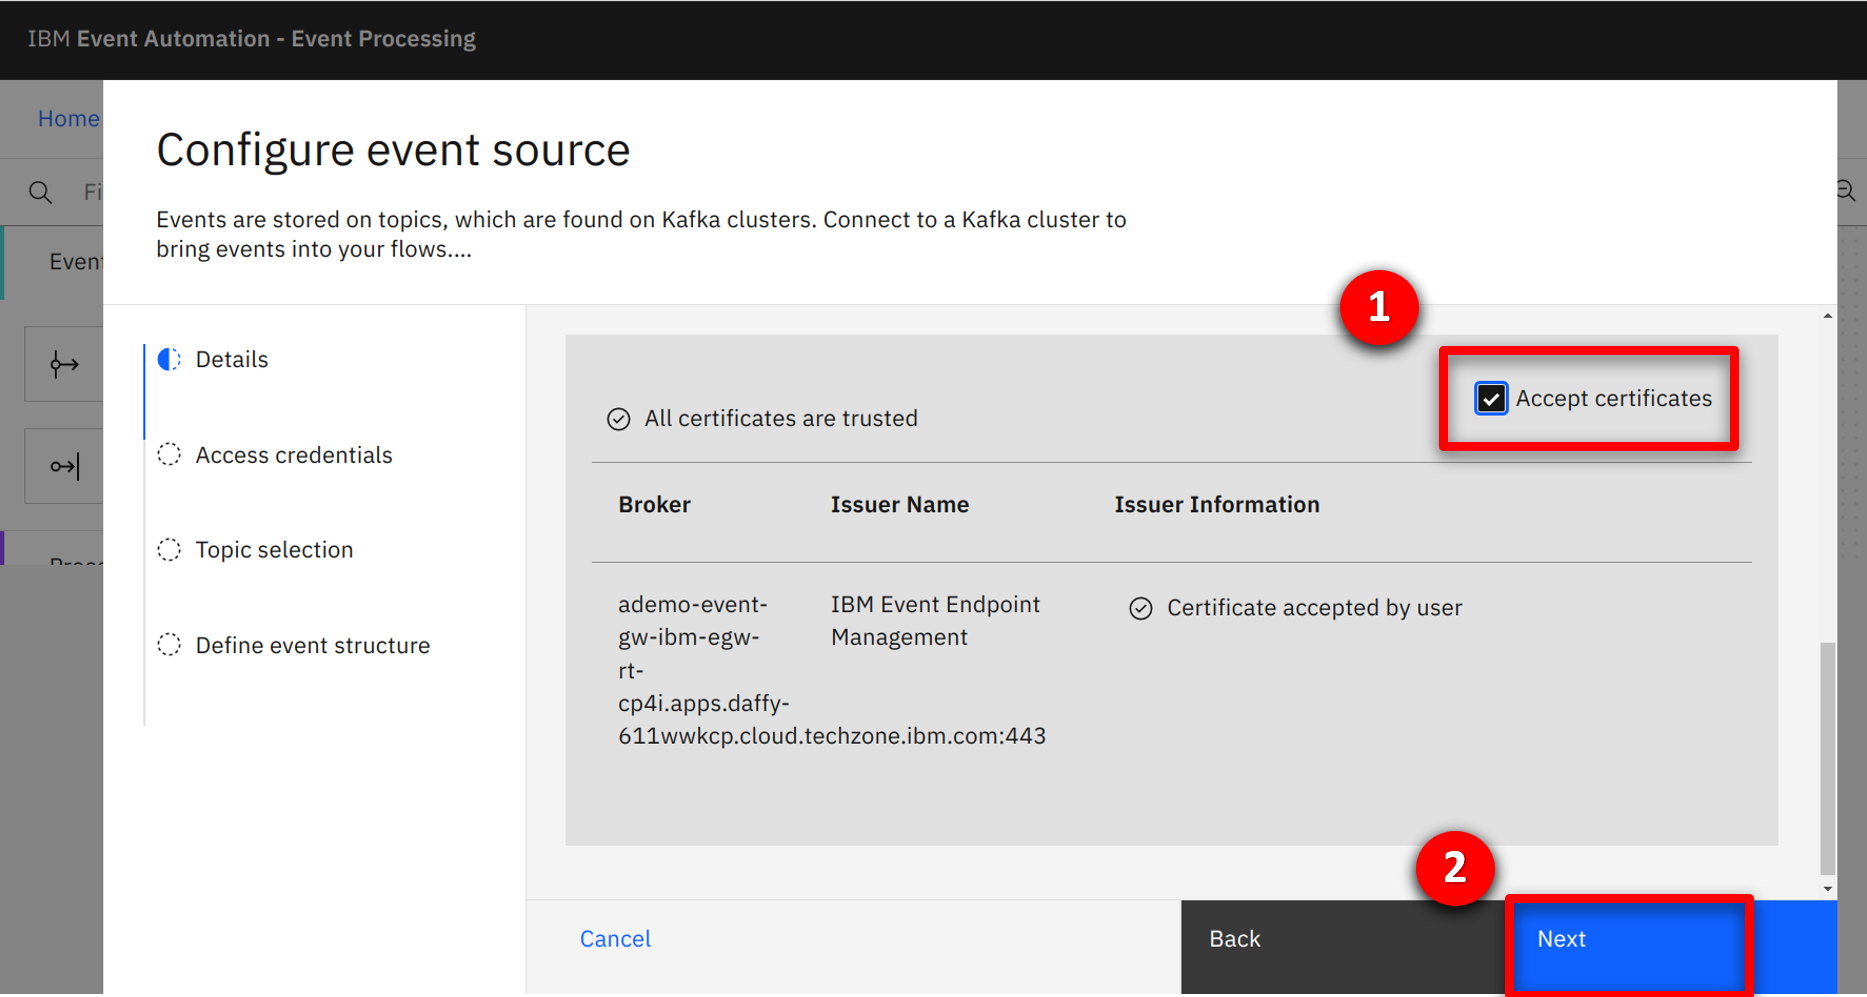 IBM Event Automation - Event Processing
Home
Configure event source
Fi
Events are stored on topics, which are found on Kafka clusters. Connect to a Kafka cluster to
bring events into your flows....
Even
1
Details
Accept certificates
All certificates are trusted
Access credentials
Broker Issuer Name Issuer Information
Topic selection
ademo-event-
gw-ibm-egw-
rt-
cp4i.apps.daffy-
611wwkcp.cloud.techzone.ibm.com:443
IBM Event Endpoint
Management
Certificate accepted by user
Define event structure
2
Cancel
Back
Next